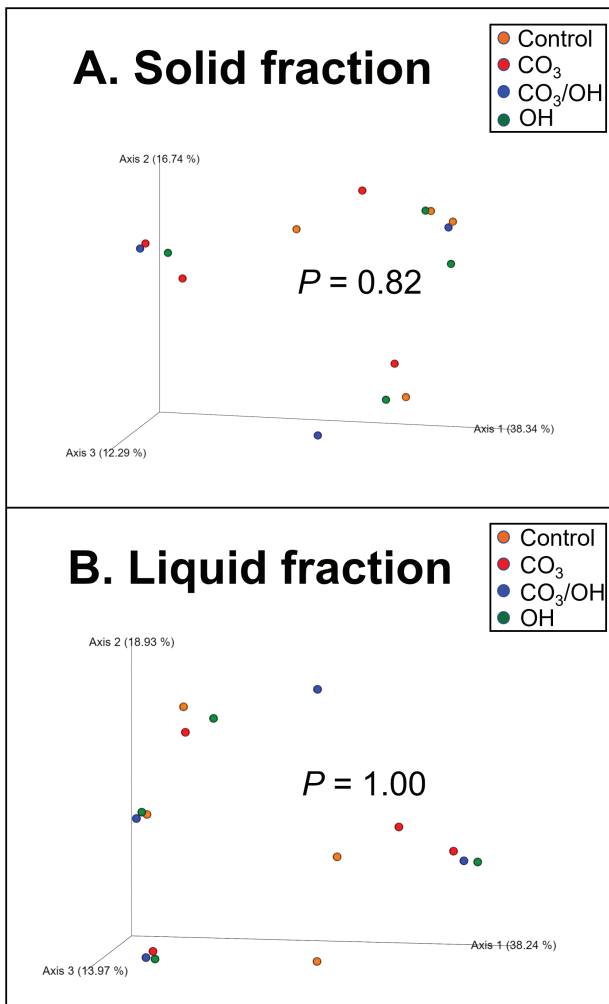 A. Solid fraction
Control
CO₃
CO₃/OH
OH
Axis 2 (16.74 %)
P = 0.82
Axis 1 (38.34 %)
Axis 3 (12.29 %)
B. Liquid fraction
Control
CO₃
CO₃/OH
OH
Axis 2 (18.93 %)
P = 1.00
Axis 1 (38.24 %)
Axis 3 (13.97 %)